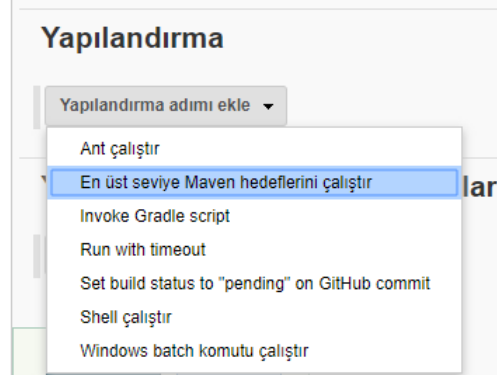 Yapılandırma
Yapılandırma adımı ekle
Ant çalıştır
En üst seviye Maven hedeflerini çalıştır
lar
Invoke Gradle script
Run with timeout
Set build status to "pending" on GitHub commit
Shell çalıştır
Windows batch komutu çalıştır